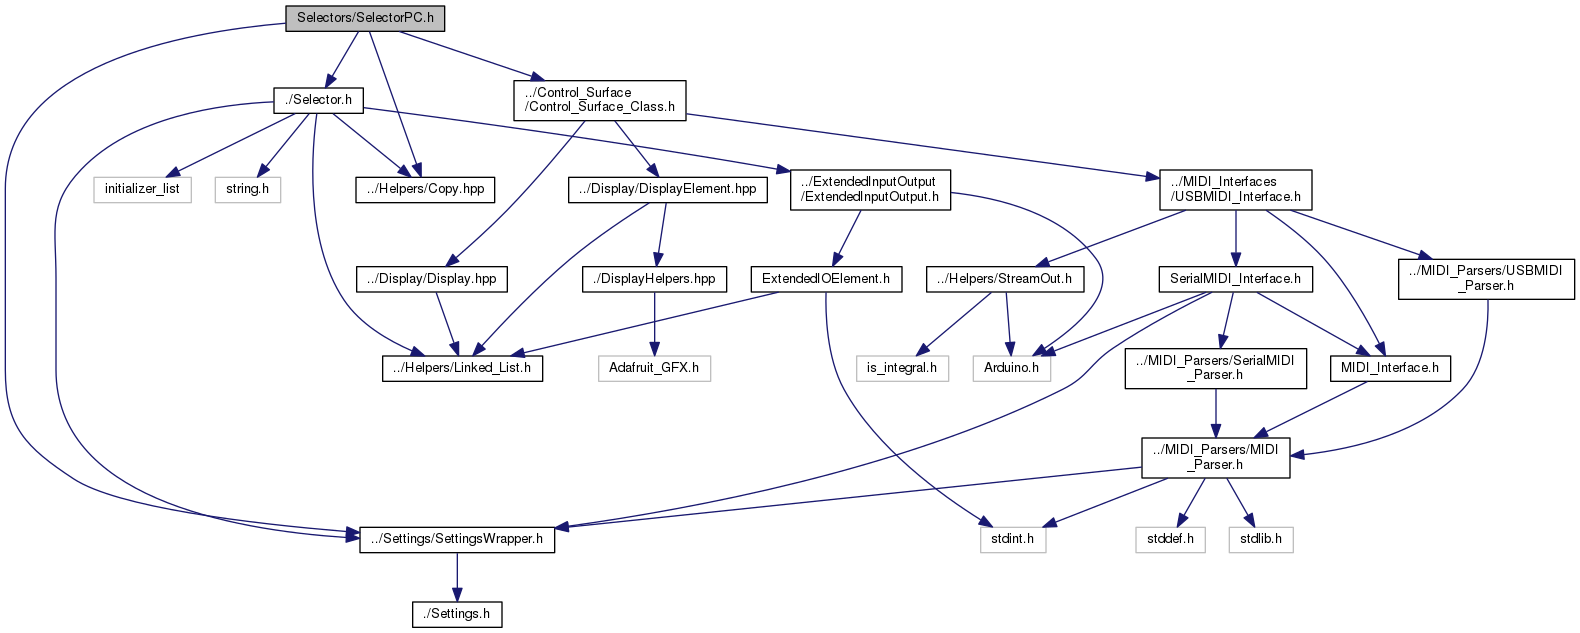 Selectors/SelectorPC.h
./Selector.h
../Control_Surface
/Control_Surface_Class.h
initializer_list
string.h
../Helpers/Copy.hpp
../Display/DisplayElement.hpp
../ExtendedInputOutput
/ExtendedInputOutput.h
../MIDI_Interfaces
/USBMIDI_Interface.h
../Display/Display.hpp
./DisplayHelpers.hpp
ExtendedIOElement.h
../Helpers/StreamOut.h
SerialMIDI_Interface.h
../MIDI_Parsers/USBMIDI
_Parser.h
../Helpers/Linked_List.h
Adafruit_GFX.h
is_integral.h
Arduino.h
../MIDI_Parsers/SerialMIDI
_Parser.h
MIDI_Interface.h
../MIDI_Parsers/MIDI
_Parser.h
../Settings/SettingsWrapper.h
stdint.h
stddef.h
stdlib.h
./Settings.h